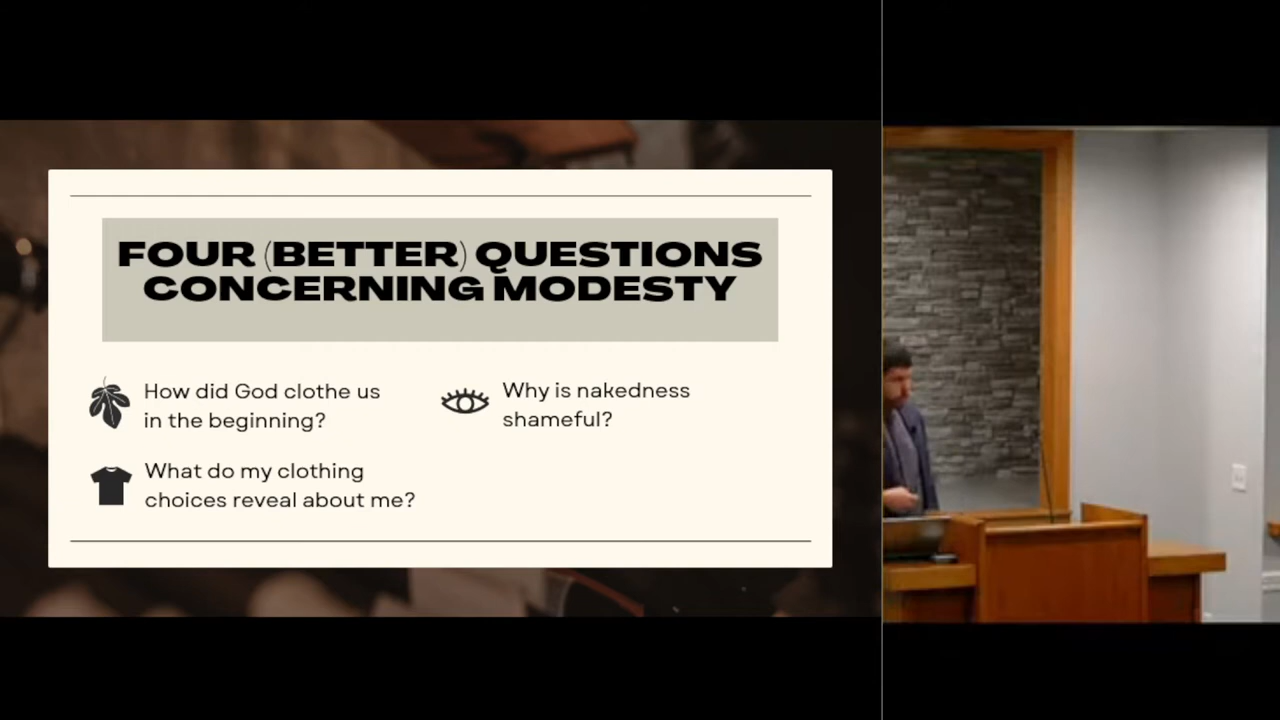 FOUR (BETTER) QUESTIONS
CONCERNING MODESTY
How did God clothe us
in the beginning?
Why is nakedness
shameful?
What do my clothing
choices reveal about me?